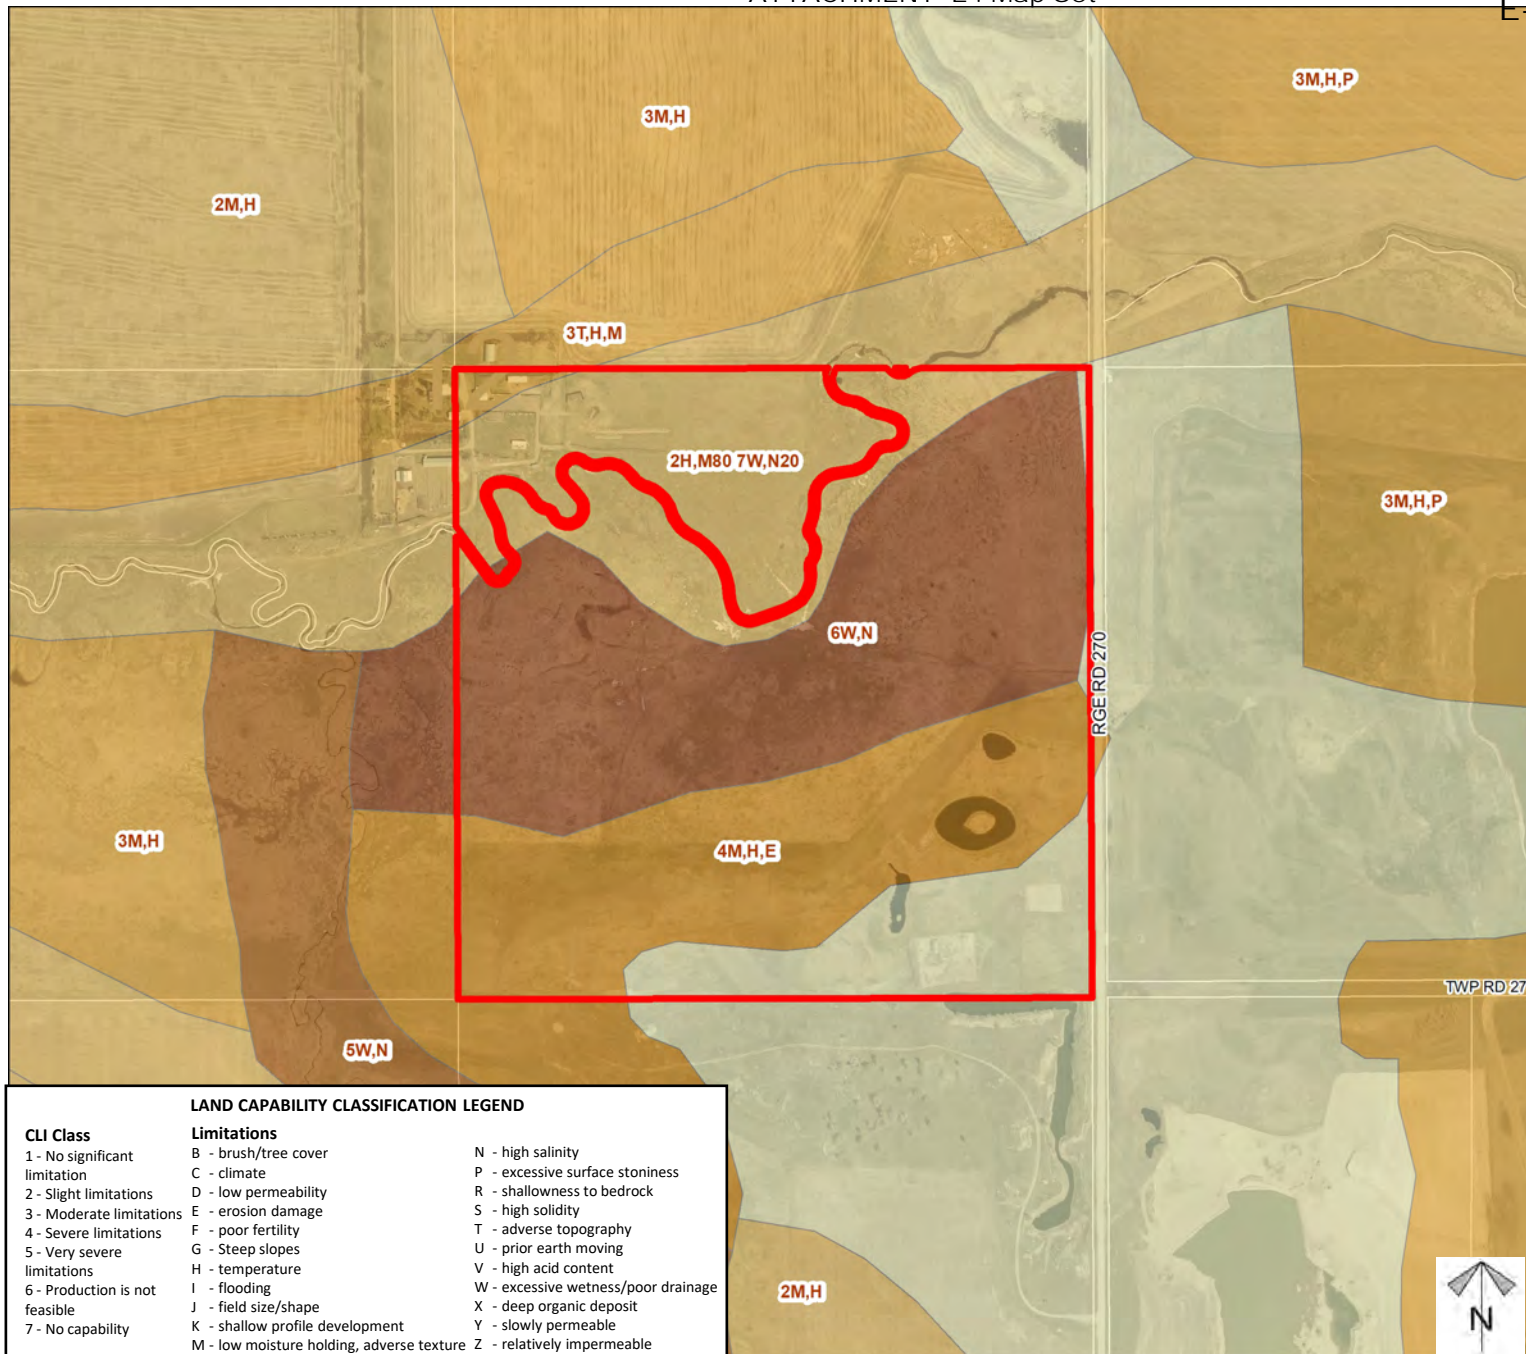 3M,H,P
3M,H
2M,H
3T,H,M
2H,M80 7W,N20
3M,H,P
6W,N
RGE RD 270
3M,H
4M,H,E
TWP RD 27
5W,N
2M,H
N
LAND CAPABILITY CLASSIFICATION LEGEND
CLI Class
1 - No significant
limitation
2 - Slight limitations
3 - Moderate limitations
4 - Severe limitations
5 - Very severe
limitations
6 - Production is not
feasible
7 - No capability
Limitations
B - brush/tree cover
C - climate
D - low permeability
E - erosion damage
F - poor fertility
G - Steep slopes
H - temperature
I - flooding
J - field size/shape
K - shallow profile development
M - low moisture holding, adverse texture
N - high salinity
P - excessive surface stoniness
R - shallowness to bedrock
S - high solidity
T - adverse topography
U - prior earth moving
V - high acid content
W - excessive wetness/poor drainage
X - deep organic deposit
Y - slowly permeable
Z - relatively impermeable